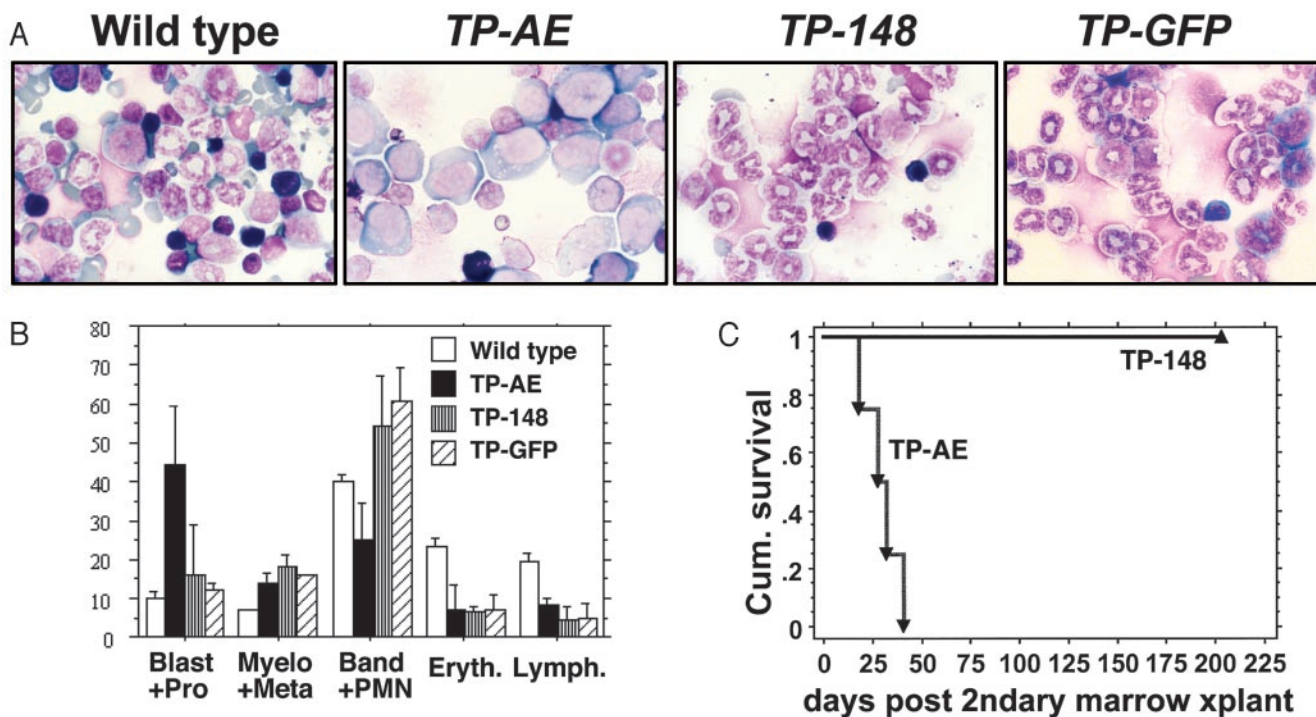 A
Wild type
TP-AE
TP-148
TP-GFP
B
80
70
60
50
40
30
20
10
0
Wild type
TP-AE
TP-148
TP-GFP
Blast
+Pro
Myelo
+Meta
Band
+PMN
Eryth.
Lymph.
C
Cum. survival
1
.8
.6
.4
.2
0
TP-148
TP-AE
0 25 50 75 100 125 150 175 200 225
days post 2ndary marrow xplant